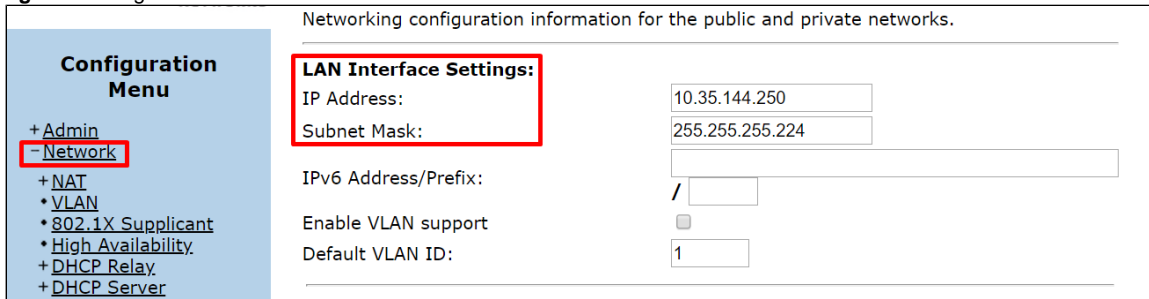 Networking configuration information for the public and private networks.
Configuration
Menu
+Admin
−Network
+NAT
•VLAN
•802.1X Supplicant
•High Availability
+DHCP Relay
+DHCP Server
LAN Interface Settings:
IP Address: 10.35.144.250
Subnet Mask: 255.255.255.224
IPv6 Address/Prefix:
/
Enable VLAN support
Default VLAN ID: 1